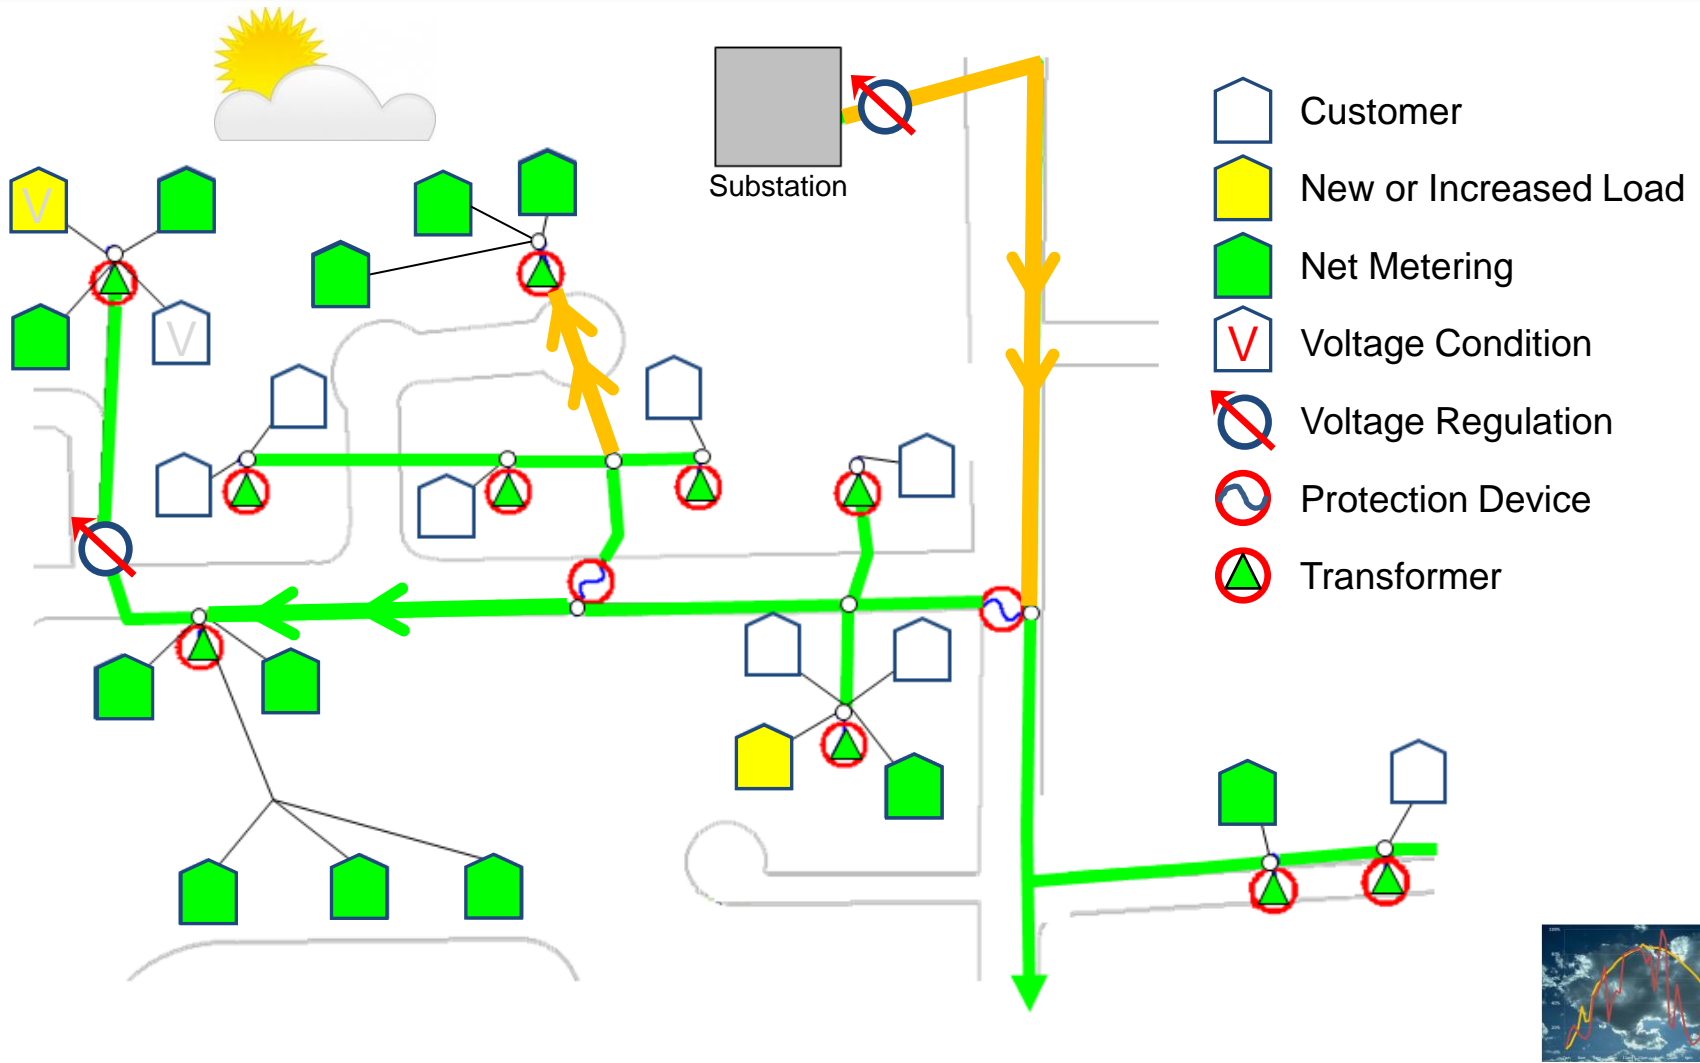 Substation
Customer
New or Increased Load
Net Metering
V
Voltage Condition
Voltage Regulation
Protection Device
Transformer
V
V